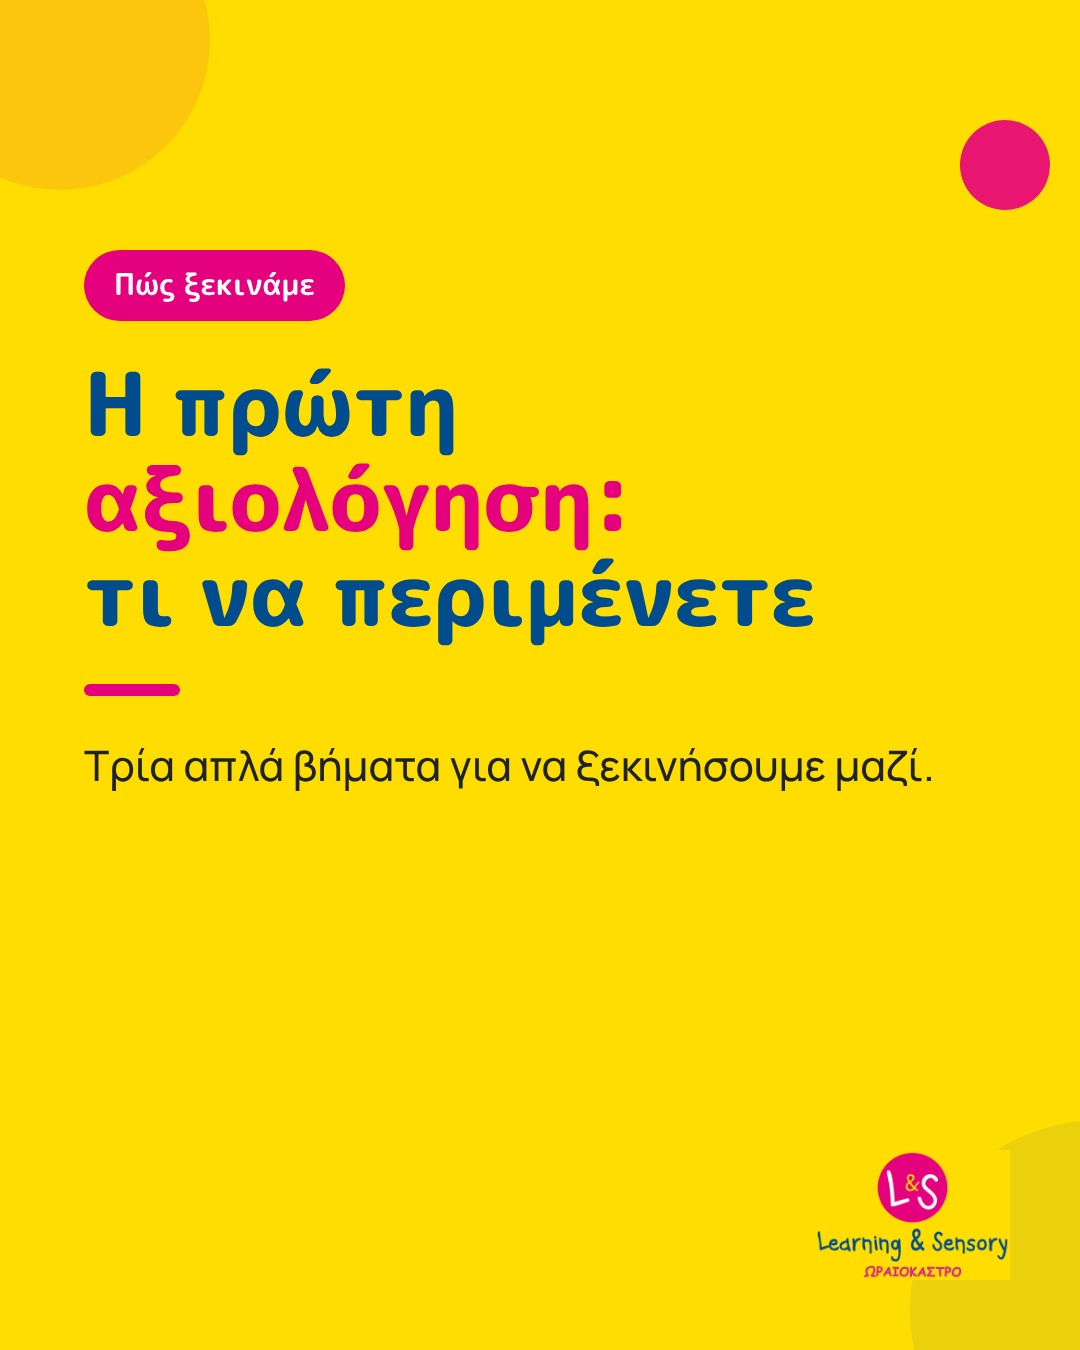 Πώς ξεκινάμε
Η πρώτη
αξιολόγηση:
τι να περιμένετε
Τρία απλά βήματα για να ξεκινήσουμε μαζί.
L&S
Learning & Sensory
ΩΡΑΙΟΚΑΣΤΡΟ